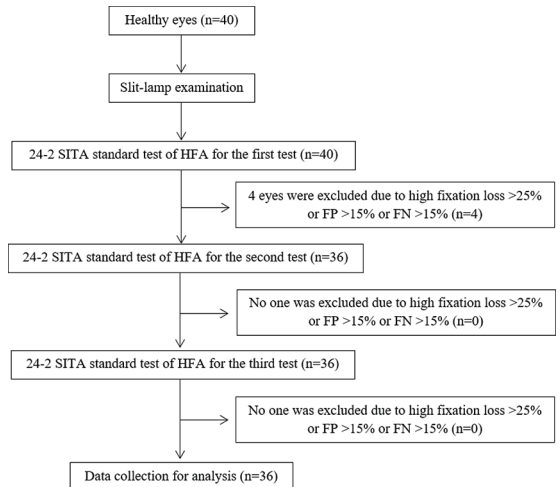 Healthy eyes (n=40)
Slit-lamp examination
24-2 SITA standard test of HFA for the first test (n=40)
4 eyes were excluded due to high fixation loss >25%
or FP >15% or FN >15% (n=4)
24-2 SITA standard test of HFA for the second test (n=36)
No one was excluded due to high fixation loss >25%
or FP >15% or FN >15% (n=0)
24-2 SITA standard test of HFA for the third test (n=36)
No one was excluded due to high fixation loss >25%
or FP >15% or FN >15% (n=0)
Data collection for analysis (n=36)